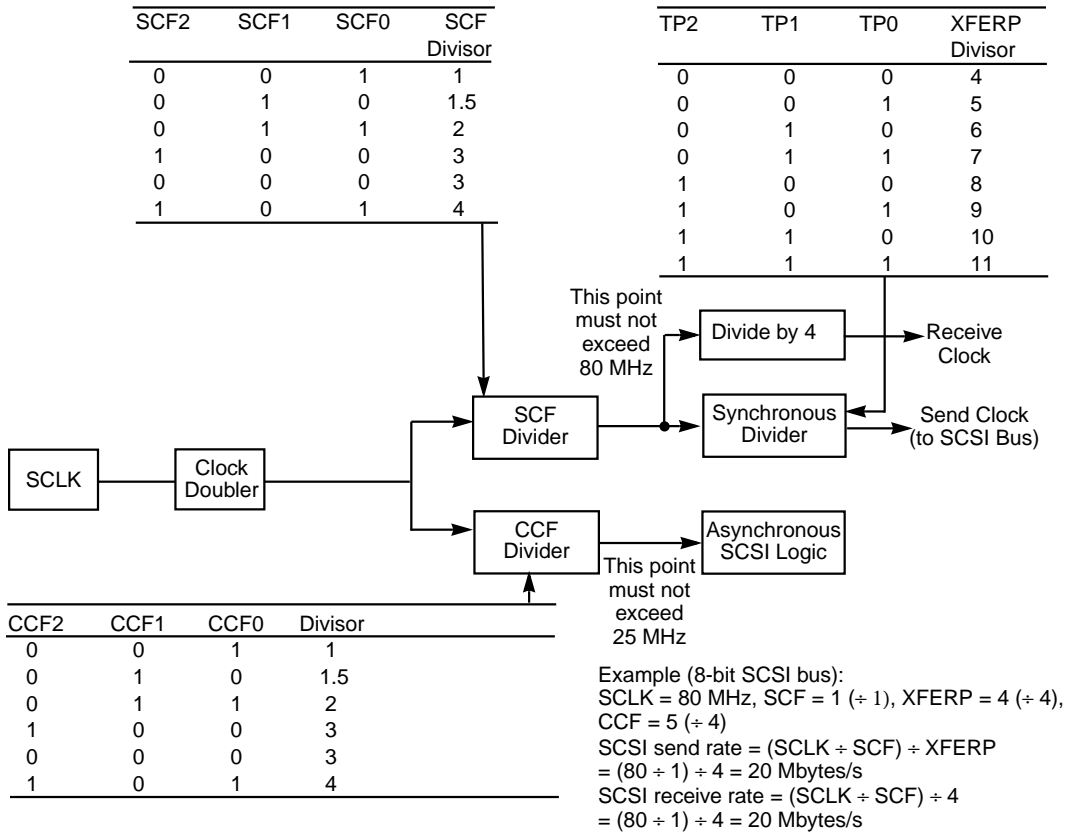 SCF2 SCF1 SCF0 SCF
Divisor
0 0 1 1
0 1 0 1.5
0 1 1 2
1 0 0 3
0 0 0 3
1 0 1 4
TP2 TP1 TP0 XFERP
Divisor
0 0 0 4
0 0 1 5
0 1 0 6
0 1 1 7
1 0 0 8
1 0 1 9
1 1 0 10
1 1 1 11
This point
must not
exceed
80 MHz
Divide by 4
Receive
Clock
SCF
Divider
Synchronous
Divider
Send Clock
(to SCSI Bus)
SCLK
Clock
Doubler
CCF
Divider
Asynchronous
SCSI Logic
This point
must not
exceed
25 MHz
CCF2 CCF1 CCF0 Divisor
0 0 1 1
0 1 0 1.5
0 1 1 2
1 0 0 3
0 0 0 3
1 0 1 4
Example (8-bit SCSI bus):
SCLK = 80 MHz, SCF = 1 (÷ 1), XFERP = 4 (÷ 4),
CCF = 5 (÷ 4)
SCSI send rate = (SCLK ÷ SCF) ÷ XFERP
= (80 ÷ 1) ÷ 4 = 20 Mbytes/s
SCSI receive rate = (SCLK ÷ SCF) ÷ 4
= (80 ÷ 1) ÷ 4 = 20 Mbytes/s